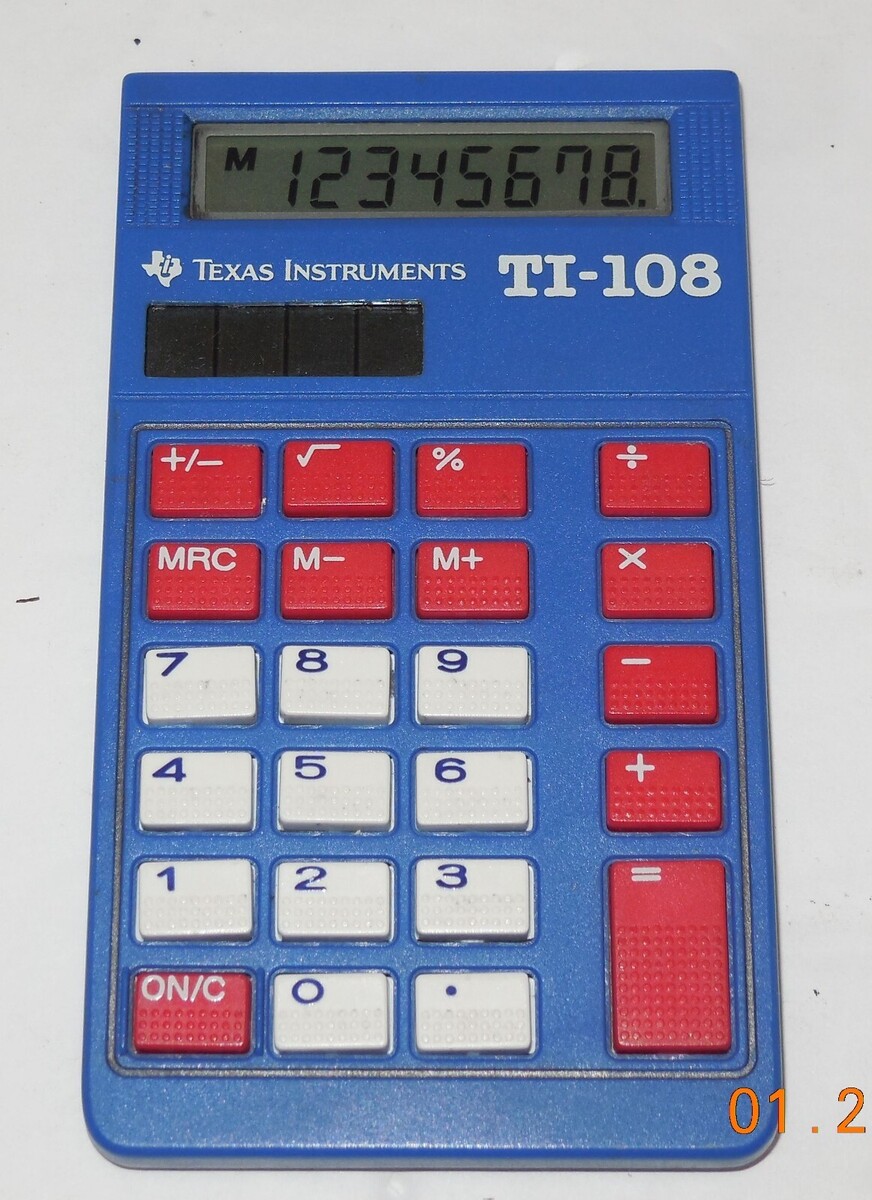 M 12345678.
TEXAS INSTRUMENTS TI-108
+/− √ % ÷
MRC M− M+ ×
7 8 9 −
4 5 6 +
1 2 3 =
ON/C 0 .
01.2